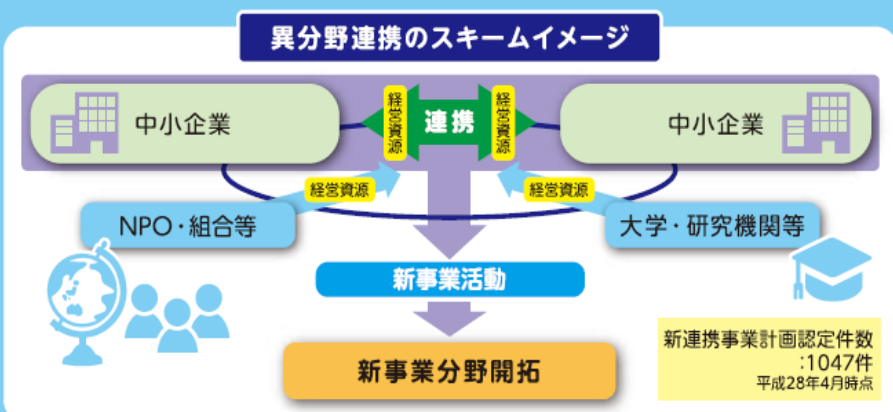 異分野連携のスキームイメージ
中小企業
経営資源
連携
経営資源
中小企業
経営資源
経営資源
NPO・組合等
大学・研究機関等
新事業活動
新事業分野開拓
新連携事業計画認定件数
:1047件
平成28年4月時点